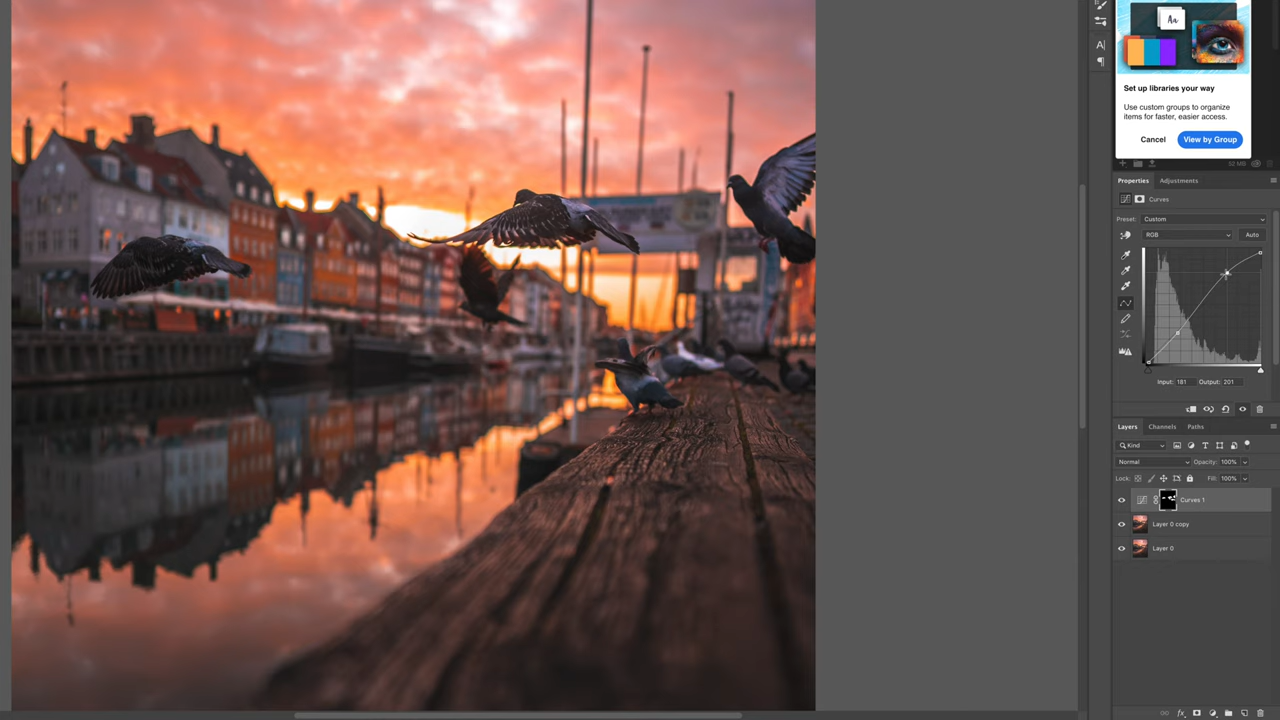 Aa
Set up libraries your way
Use custom groups to organize
items for faster, easier access.
Cancel
View by Group
52 MB
Properties
Adjustments
Curves
Preset:
Custom
RGB
Auto
Input: 181
Output: 201
Layers
Channels
Paths
Kind
Normal
Opacity: 100%
Lock:
Fill: 100%
Curves 1
Layer 0 copy
Layer 0